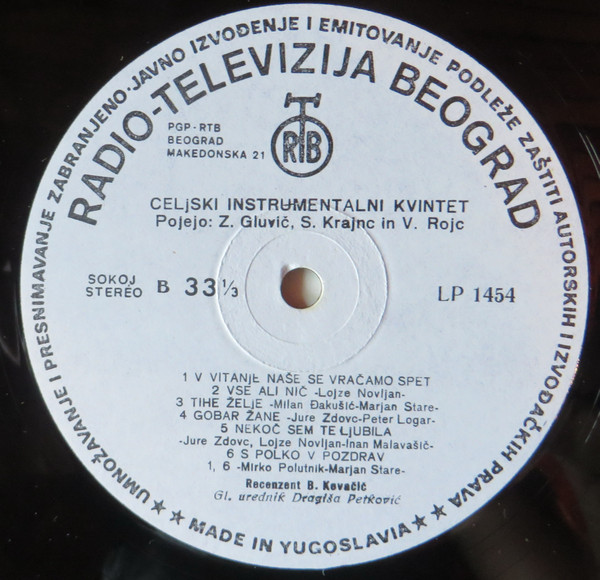 UMNOŽAVANJE I PRESNIMAVANJE ZABRANJENO·JAVNO IZVOĐENJE I EMITOVANJE PODLEŽE ZAŠTITI AUTORSKIH I IZVOĐAČKIH PRAVA
RADIO-TELEVIZIJA BEOGRAD
PGP-RTB
BEOGRAD
MAKEDONSKA 21
RTB
CELjSKI INSTRUMENTALNI KVINTET
Pojejo: Z. Gluvič, S. Krajnc in V. Rojc
SOKOJ
STEREO B 33 1/3 LP 1454
1 V VITANjE NAŠE SE VRAČAMO SPET
2 VSE ALI NIČ -Lojze Novljan-
3 TIHE ŽELJE -Milan Đakušić-Marjan Stare-
4 GOBAR ŽANE -Jure Zdovc-Peter Logar-
5 NEKOČ SEM TE LJUBILA
-Jure Zdovc, Lojze Novljan-Inan Malavašič-
6 S POLKO V POZDRAV
1, 6 -Mirko Polutnik-Marjan Stare-
Recenzent B. Kovačič
Gl. urednik Dragiša Petković
★ ★ MADE IN YUGOSLAVIA ★ ★